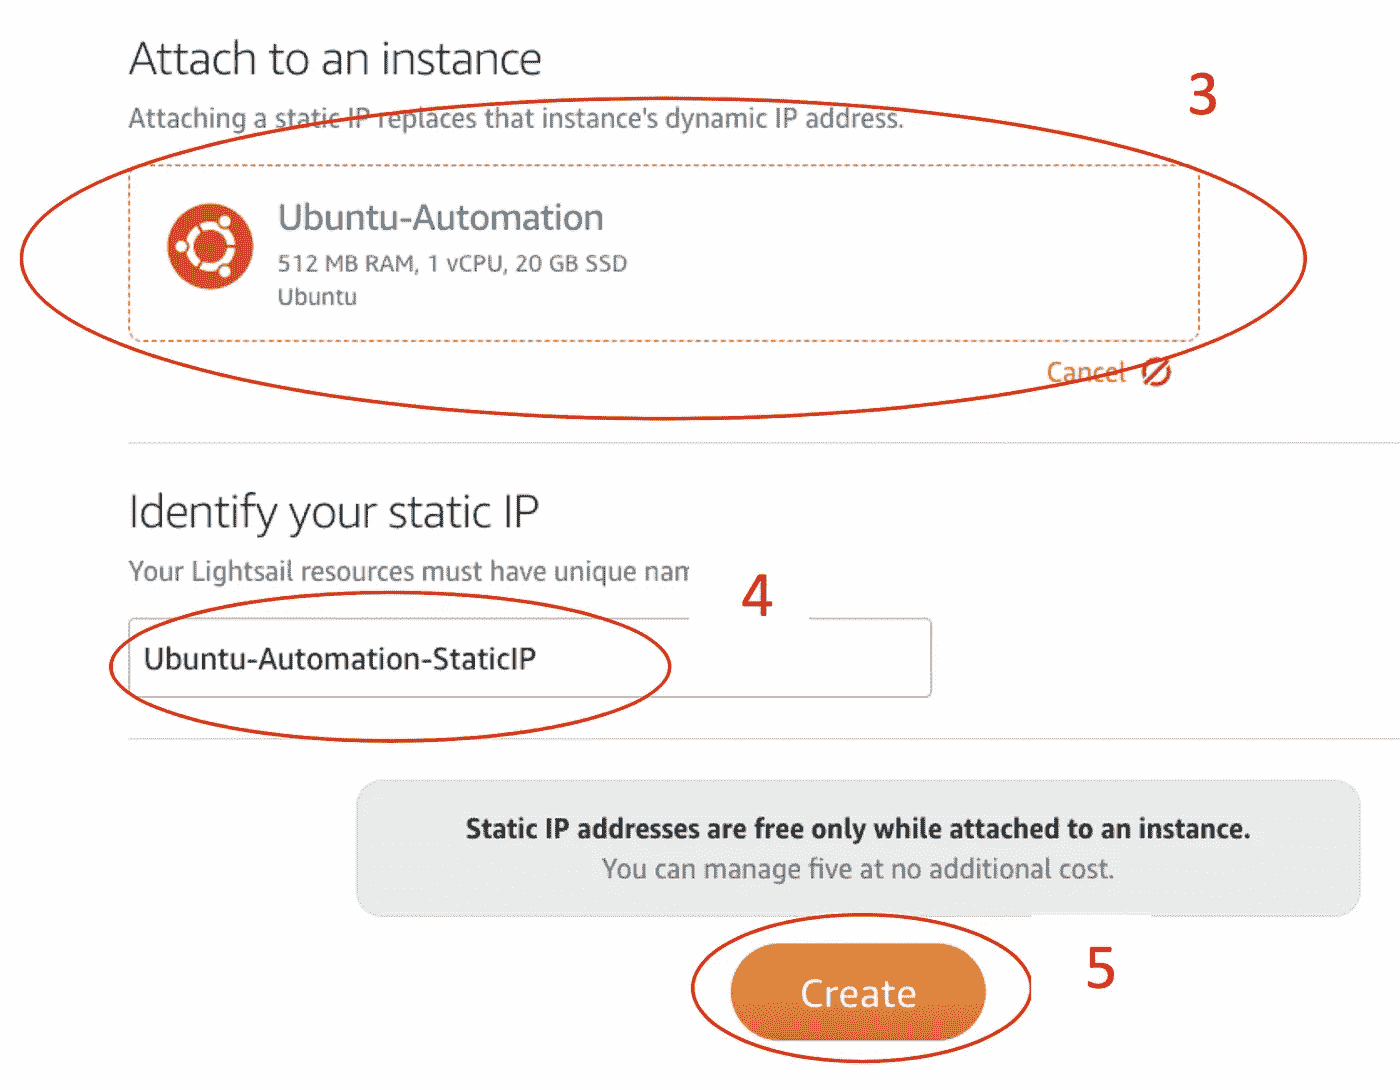 Attach to an instance
3
Attaching a static IP replaces that instance's dynamic IP address.
Ubuntu-Automation
512 MB RAM, 1 vCPU, 20 GB SSD
Ubuntu
Cancel
Identify your static IP
Your Lightsail resources must have unique
4
Ubuntu-Automation-StaticIP
Static IP addresses are free only while attached to an instance.
You can manage five at no additional cost.
Create
5